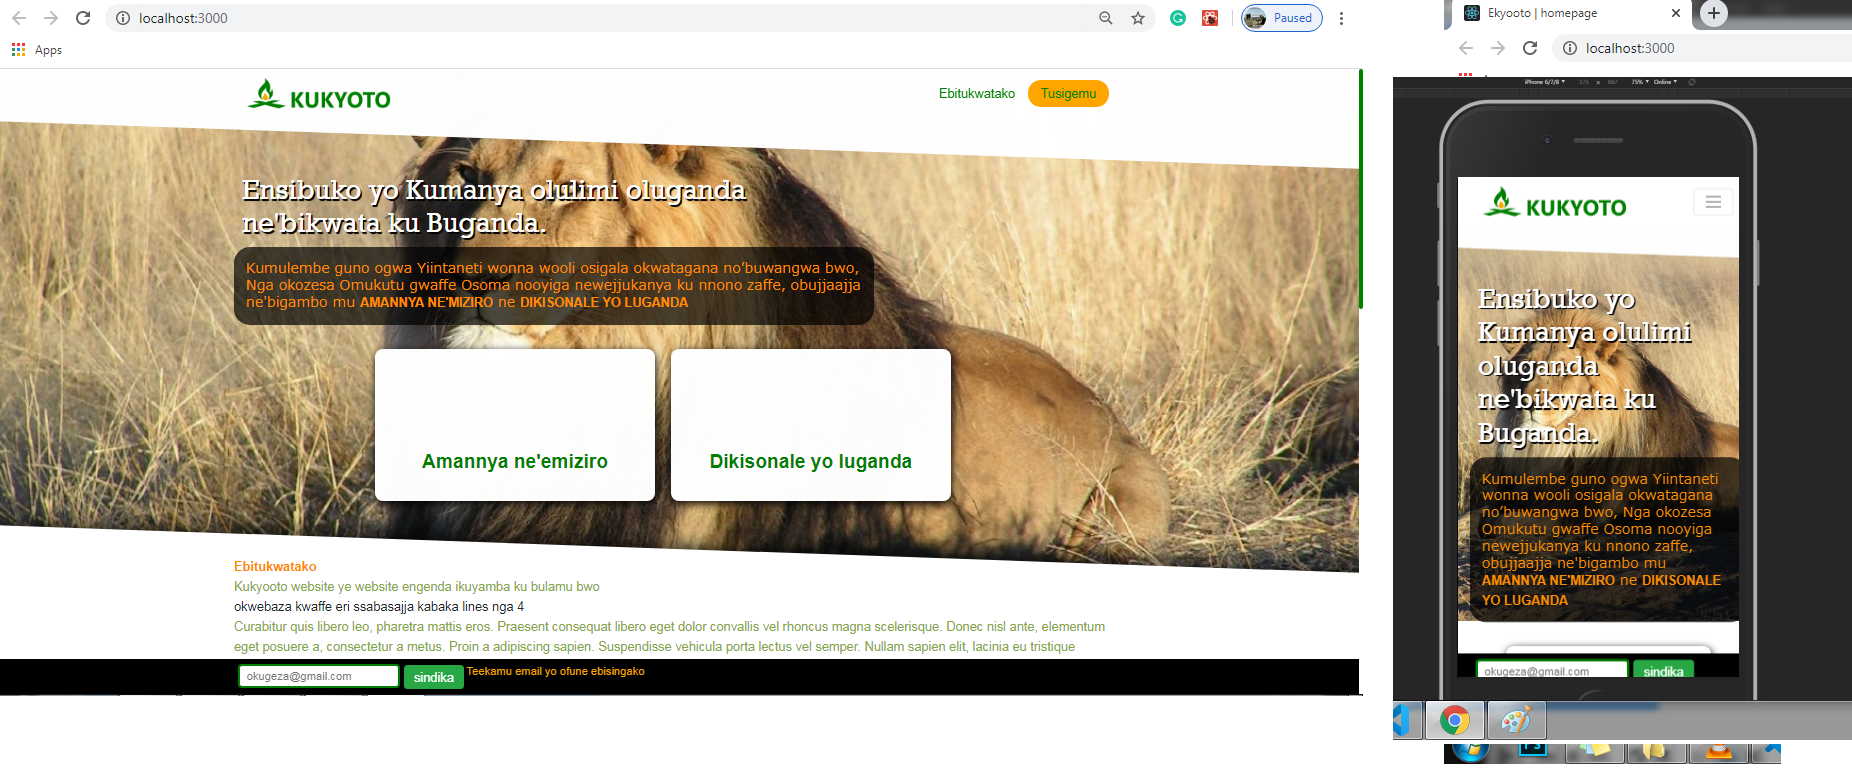 localhost:3000
Paused
Apps
KUKYOTO
Ebitukwatako
Tusigemu
Ensibuko yo Kumanya olulimi oluganda
ne'bikwata ku Buganda.
Kumulembe guno ogwa Yiintaneti wonna wooli osigala okwatagana no'buwangwa bwo,
Nga okozesa Omukutu gwaffe Osoma nooyiga newejjukanya ku nnono zaffe, obujjaajja
ne'bigambo mu AMANNYA NE'MIZIRO ne DIKISONALE YO LUGANDA
Amannya ne'emiziro
Dikisonale yo luganda
Ebitukwatako
Kukyooto website ye website engenda ikuyamba ku bulamu bwo
okwebaza kwaffe eri ssabasajja kabaka lines nga 4
Curabitur quis libero leo, pharetra mattis eros. Praesent consequat libero eget dolor convallis vel rhoncus magna scelerisque. Donec nisl ante, elementum
eget posuere a, consectetur a metus. Proin a adipiscing sapien. Suspendisse vehicula porta lectus vel semper. Nullam sapien elit, lacinia eu tristique
okugeza@gmail.com
sindika
Teekamu email yo ofune ebisingako
Ekyooto | homepage
localhost:3000
iPhone 6/7/8
375 x 667
75%
Online
KUKYOTO
Ensibuko yo
Kumanya olulimi
oluganda
ne'bikwata ku
Buganda.
Kumulembe guno ogwa Yiintaneti
wonna wooli osigala okwatagana
no'buwangwa bwo, Nga okozesa
Omukutu gwaffe Osoma nooyiga
newejjukanya ku nnono zaffe,
obujjaajja ne'bigambo mu
AMANNYA NE'MIZIRO ne DIKISONALE
YO LUGANDA
okugeza@gmail.com
sindika